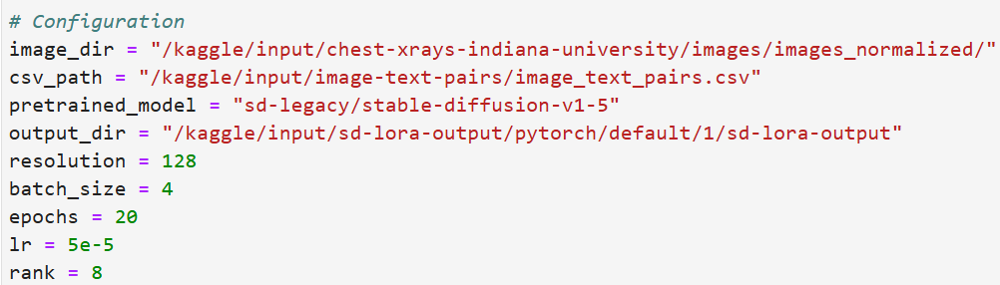 # Configuration
image_dir = "/kaggle/input/chest-xrays-indiana-university/images/images_normalized/"
csv_path = "/kaggle/input/image-text-pairs/image_text_pairs.csv"
pretrained_model = "sd-legacy/stable-diffusion-v1-5"
output_dir = "/kaggle/input/sd-lora-output/pytorch/default/1/sd-lora-output"
resolution = 128
batch_size = 4
epochs = 20
lr = 5e-5
rank = 8